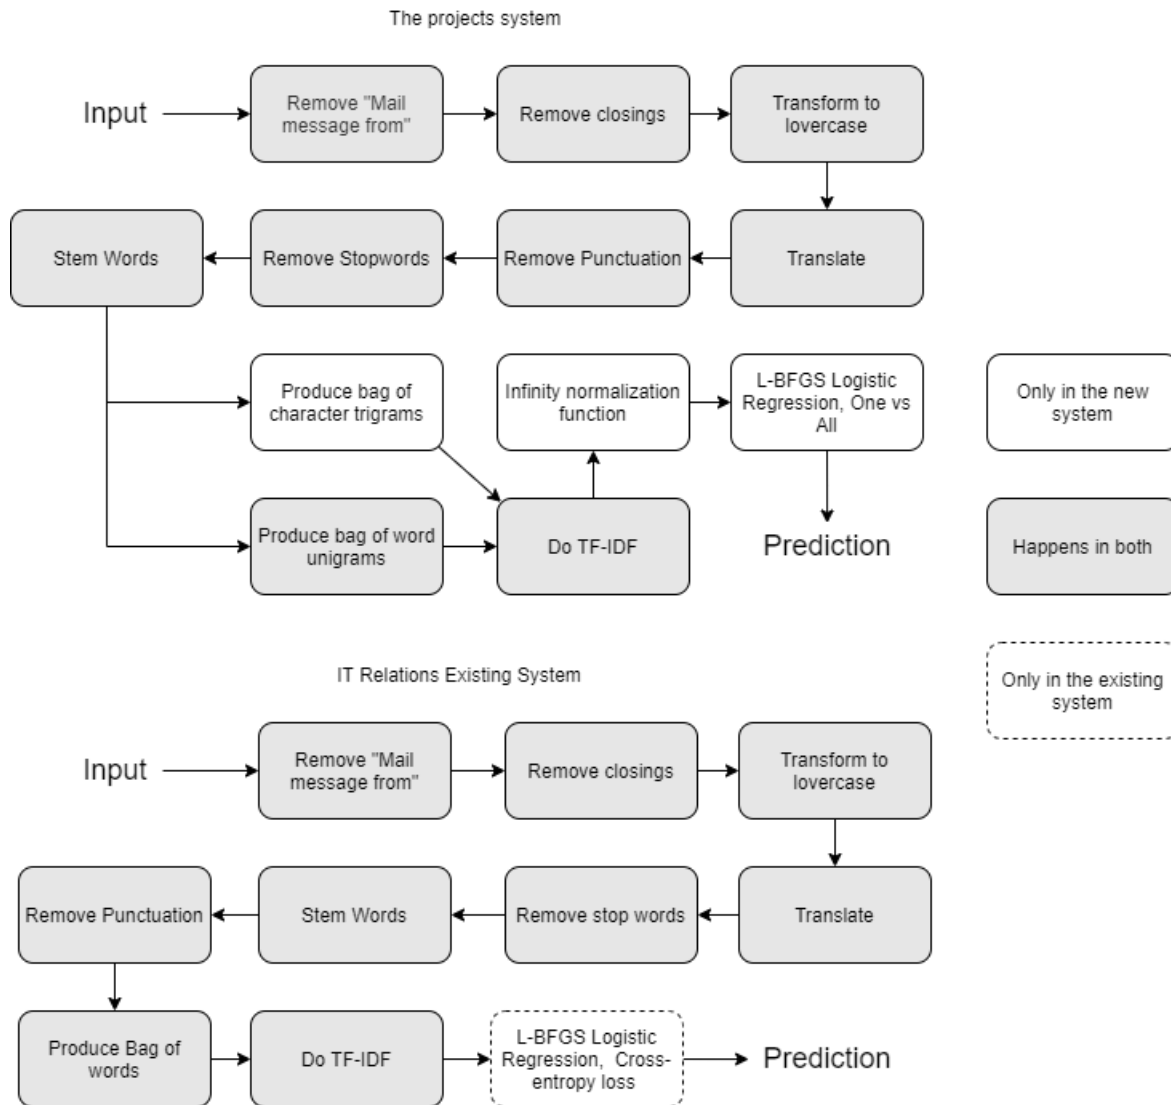 The projects system
Input
Remove "Mail
message from"
Remove closings
Transform to
lovercase
Stem Words
Remove Stopwords
Remove Punctuation
Translate
Produce bag of
character trigrams
Infinity normalization
function
L-BFGS Logistic
Regression, One vs
All
Only in the new
system
Produce bag of word
unigrams
Do TF-IDF
Prediction
Happens in both
IT Relations Existing System
Only in the existing
system
Input
Remove "Mail
message from"
Remove closings
Transform to
lovercase
Remove Punctuation
Stem Words
Remove stop words
Translate
Produce Bag of
words
Do TF-IDF
L-BFGS Logistic
Regression, Cross-
entropy loss
Prediction